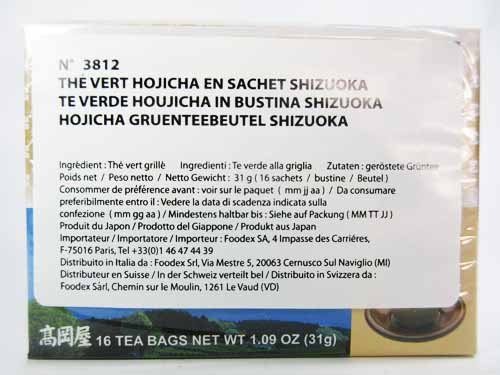 N° 3812
THÉ VERT HOJICHA EN SACHET SHIZUOKA
TE VERDE HOUJICHA IN BUSTINA SHIZUOKA
HOJICHA GRUENTEEBEUTEL SHIZUOKA
Ingrédient : Thé vert grillé Ingredienti : Te verde alla griglia Zutaten : geröstete Grüntee
Poids net / Peso netto / Netto Gewicht : 31 g ( 16 sachets / bustine / Beutel )
Consommer de préférence avant : voir sur le paquet ( mm jj aa ) / Da consumare
preferibilmente entro il : Vedere la data di scadenza indicata sulla
confezione ( mm gg aa ) / Mindestens haltbar bis : Siehe auf Packung ( MM TT JJ )
Produit du Japon / Prodotto del Giappone / Produkt aus Japan
Importateur / Importatore / Importeur : Foodex SA, 4 Impasse des Carriéres,
F-75016 Paris, Tel +33(0)1 46 47 44 39
Distribuito in Italia da : Foodex Srl, Via Mestre 5, 20063 Cernusco Sul Naviglio (MI)
Distributeur en Suisse / In der Schweiz verteilt bei / Distribuito in Svizzera da :
Foodex Sàrl, Chemin sur le Moulin, 1261 Le Vaud (VD)
髙岡屋 16 TEA BAGS NET WT 1.09 OZ (31g)